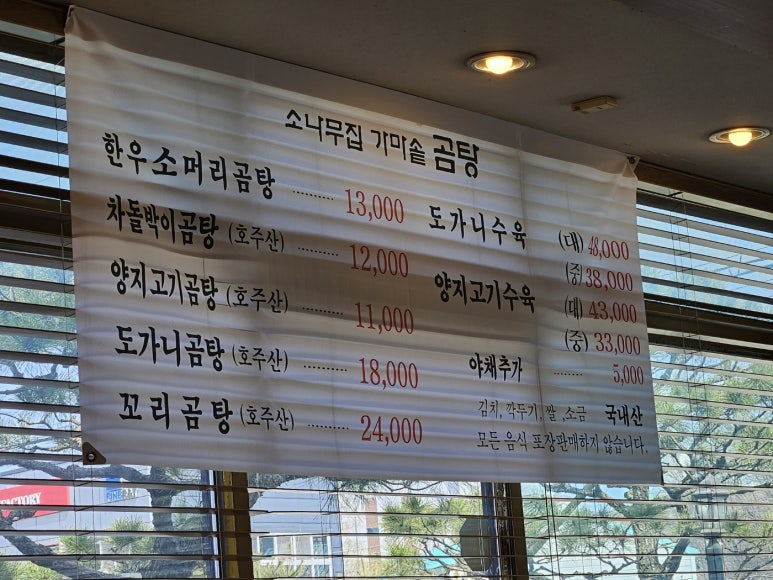 소나무집 가마솥 곰탕
한우소머리곰탕 ......... 13,000
차돌박이곰탕 (호주산) ......... 12,000
양지고기곰탕 (호주산) ......... 11,000
도가니곰탕 (호주산) ......... 18,000
꼬리곰탕 (호주산) ......... 24,000
도가니수육 (대) 48,000
(중) 38,000
양지고기수육 (대) 43,000
(중) 33,000
야채추가 ...... 5,000
김치, 깍두기, 쌀, 소금 국내산
모든 음식 포장판매하지 않습니다.
FACTORY